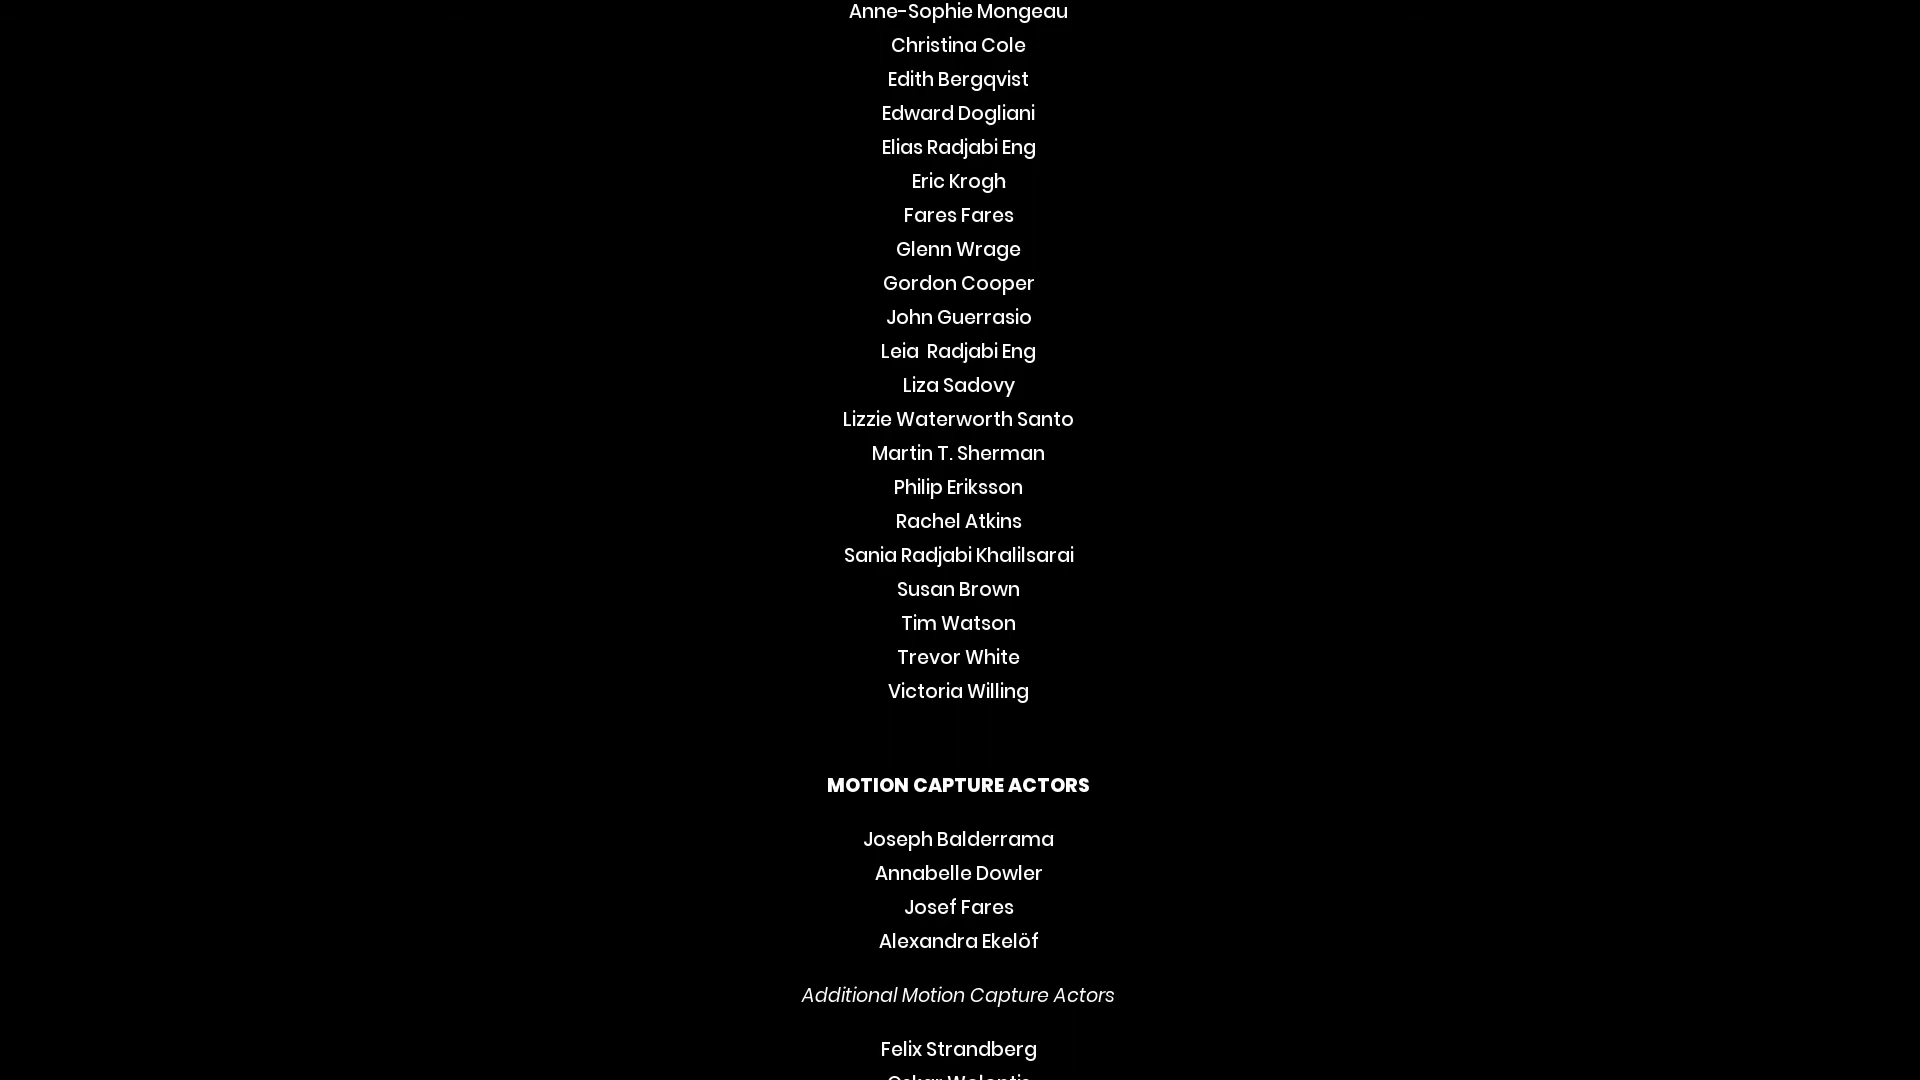 Anne-Sophie Mongeau
Christina Cole
Edith Bergqvist
Edward Dogliani
Elias Radjabi Eng
Eric Krogh
Fares Fares
Glenn Wrage
Gordon Cooper
John Guerrasio
Leia  Radjabi Eng
Liza Sadovy
Lizzie Waterworth Santo
Martin T. Sherman
Philip Eriksson
Rachel Atkins
Sania Radjabi Khalilsarai
Susan Brown
Tim Watson
Trevor White
Victoria Willing
MOTION CAPTURE ACTORS
Joseph Balderrama
Annabelle Dowler
Josef Fares
Alexandra Ekelöf
Additional Motion Capture Actors
Felix Strandberg